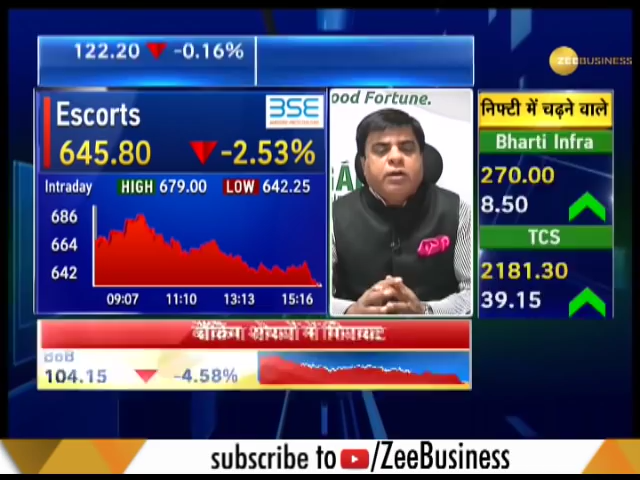 122.20 -0.16%
ZEE BUSINESS
ood Fortune.
Escorts
BSE
645.80 -2.53%
Intraday HIGH 679.00 LOW 642.25
686
664
642
09:07 11:10 13:13 15:16
निफ्टी में चढ़ने वाले
Bharti Infra
270.00
8.50
TCS
2181.30
39.15
104.15 -4.58%
subscribe to /ZeeBusiness